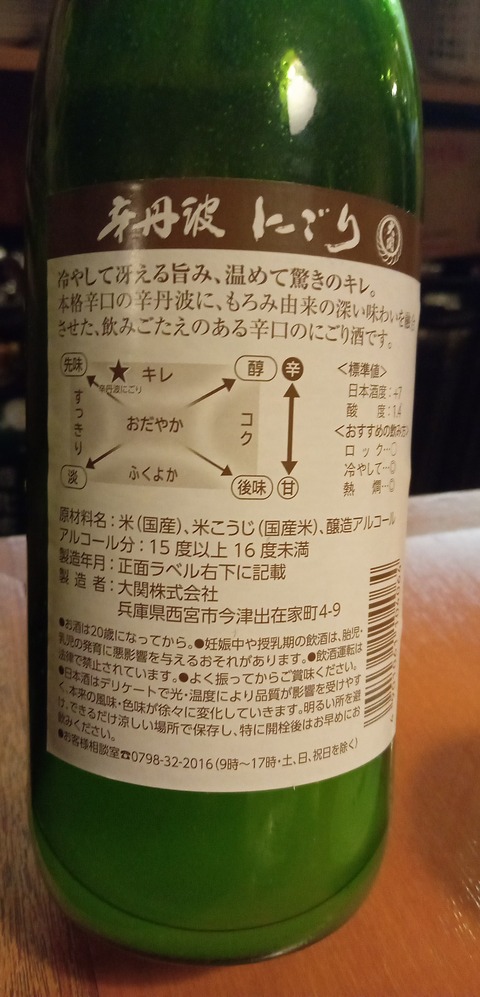 辛丹波 にごり
冷やして冴える旨み、温めて驚きのキレ。
本格辛口の辛丹波に、もろみ由来の深い味わいを融合
させた、飲みごたえのある辛口のにごり酒です。
先味 ★ キレ 醇 辛
辛丹波にごり
すっきり おだやか コク
淡 ふくよか 後味 甘
<標準値>
日本酒度:+7
酸 度:1.4
<おすすめの飲み方>
ロック…○
冷やして…◎
熱 燗…◎
原材料名:米(国産)、米こうじ(国産米)、醸造アルコール
アルコール分:15度以上16度未満
製造年月:正面ラベル右下に記載
製造者:大関株式会社
兵庫県西宮市今津出在家町4-9
●お酒は20歳になってから。●妊娠中や授乳期の飲酒は、胎児・
乳児の発育に悪影響を与えるおそれがあります。●飲酒運転は
法律で禁止されています。●よく振ってからご賞味ください。
●日本酒はデリケートで光・温度により品質が影響を受けやす
く、本来の風味・色味が徐々に変化していきます。明るい所を避
け、できるだけ涼しい場所で保存し、特に開栓後はお早めにお
飲みください。
●お客様相談室☎0798-32-2016(9時〜17時・土、日、祝日を除く)